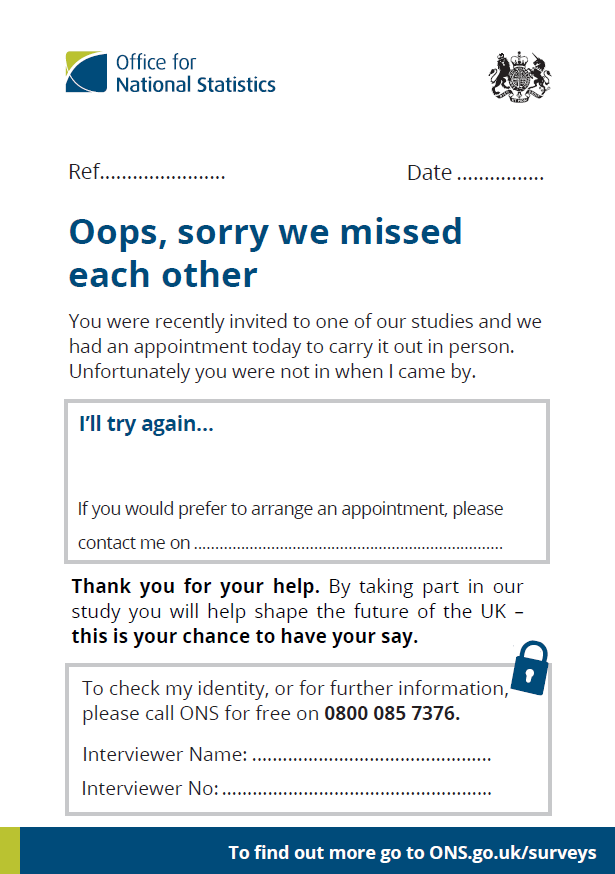 Office for
National Statistics
Ref....................... Date ................
Oops, sorry we missed
each other
You were recently invited to one of our studies and we
had an appointment today to carry it out in person.
Unfortunately you were not in when I came by.
I’ll try again...
If you would prefer to arrange an appointment, please
contact me on ........................................................................
Thank you for your help. By taking part in our
study you will help shape the future of the UK –
this is your chance to have your say.
To check my identity, or for further information,
please call ONS for free on 0800 085 7376.
Interviewer Name: ...............................................
Interviewer No: .....................................................
To find out more go to ONS.go.uk/surveys